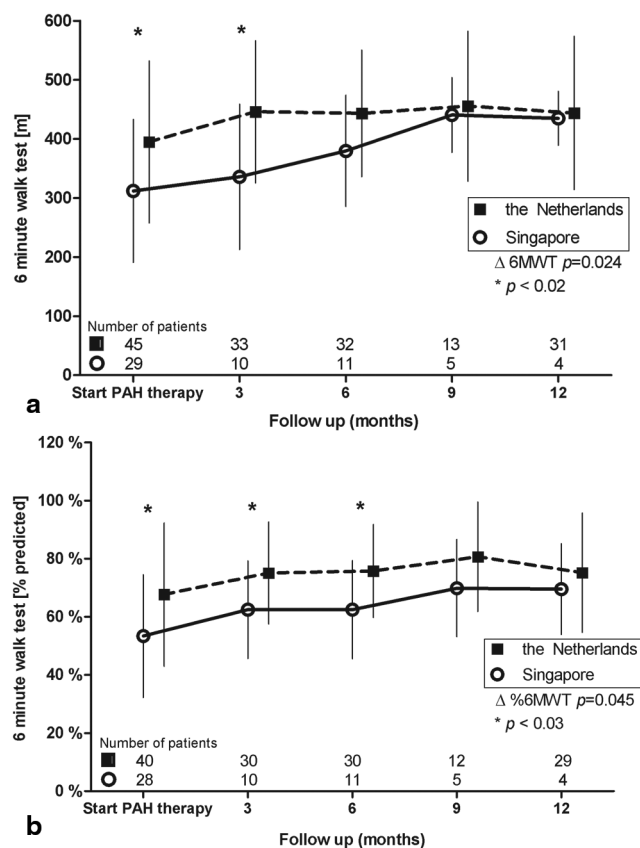 a
600
500
400
300
200
100
0
6 minute walk test [m]
* *
the Netherlands
Singapore
Δ 6MWT p=0.024
* p < 0.02
Number of patients
45 33 32 13 31
29 10 11 5 4
Start PAH therapy 3 6 9 12
Follow up (months)
b
120 %
100 %
80 %
60 %
40 %
20 %
0 %
6 minute walk test [% predicted]
* * *
the Netherlands
Singapore
Δ %6MWT p=0.045
* p < 0.03
Number of patients
40 30 30 12 29
28 10 11 5 4
Start PAH therapy 3 6 9 12
Follow up (months)